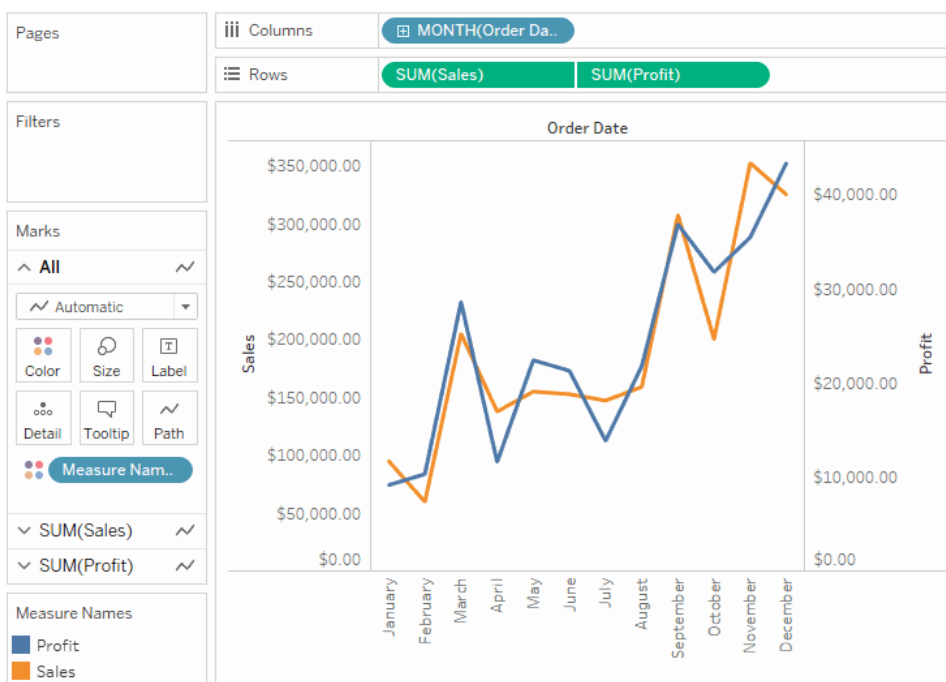 Pages
Columns
MONTH(Order Da..
Rows
SUM(Sales)
SUM(Profit)
Filters
Marks
All
Automatic
Color
Size
T
Label
Detail
Tooltip
Path
Measure Nam..
SUM(Sales)
SUM(Profit)
Measure Names
Profit
Sales
Order Date
Sales
$350,000.00
$300,000.00
$250,000.00
$200,000.00
$150,000.00
$100,000.00
$50,000.00
$0.00
Profit
$40,000.00
$30,000.00
$20,000.00
$10,000.00
$0.00
January
February
March
April
May
June
July
August
September
October
November
December